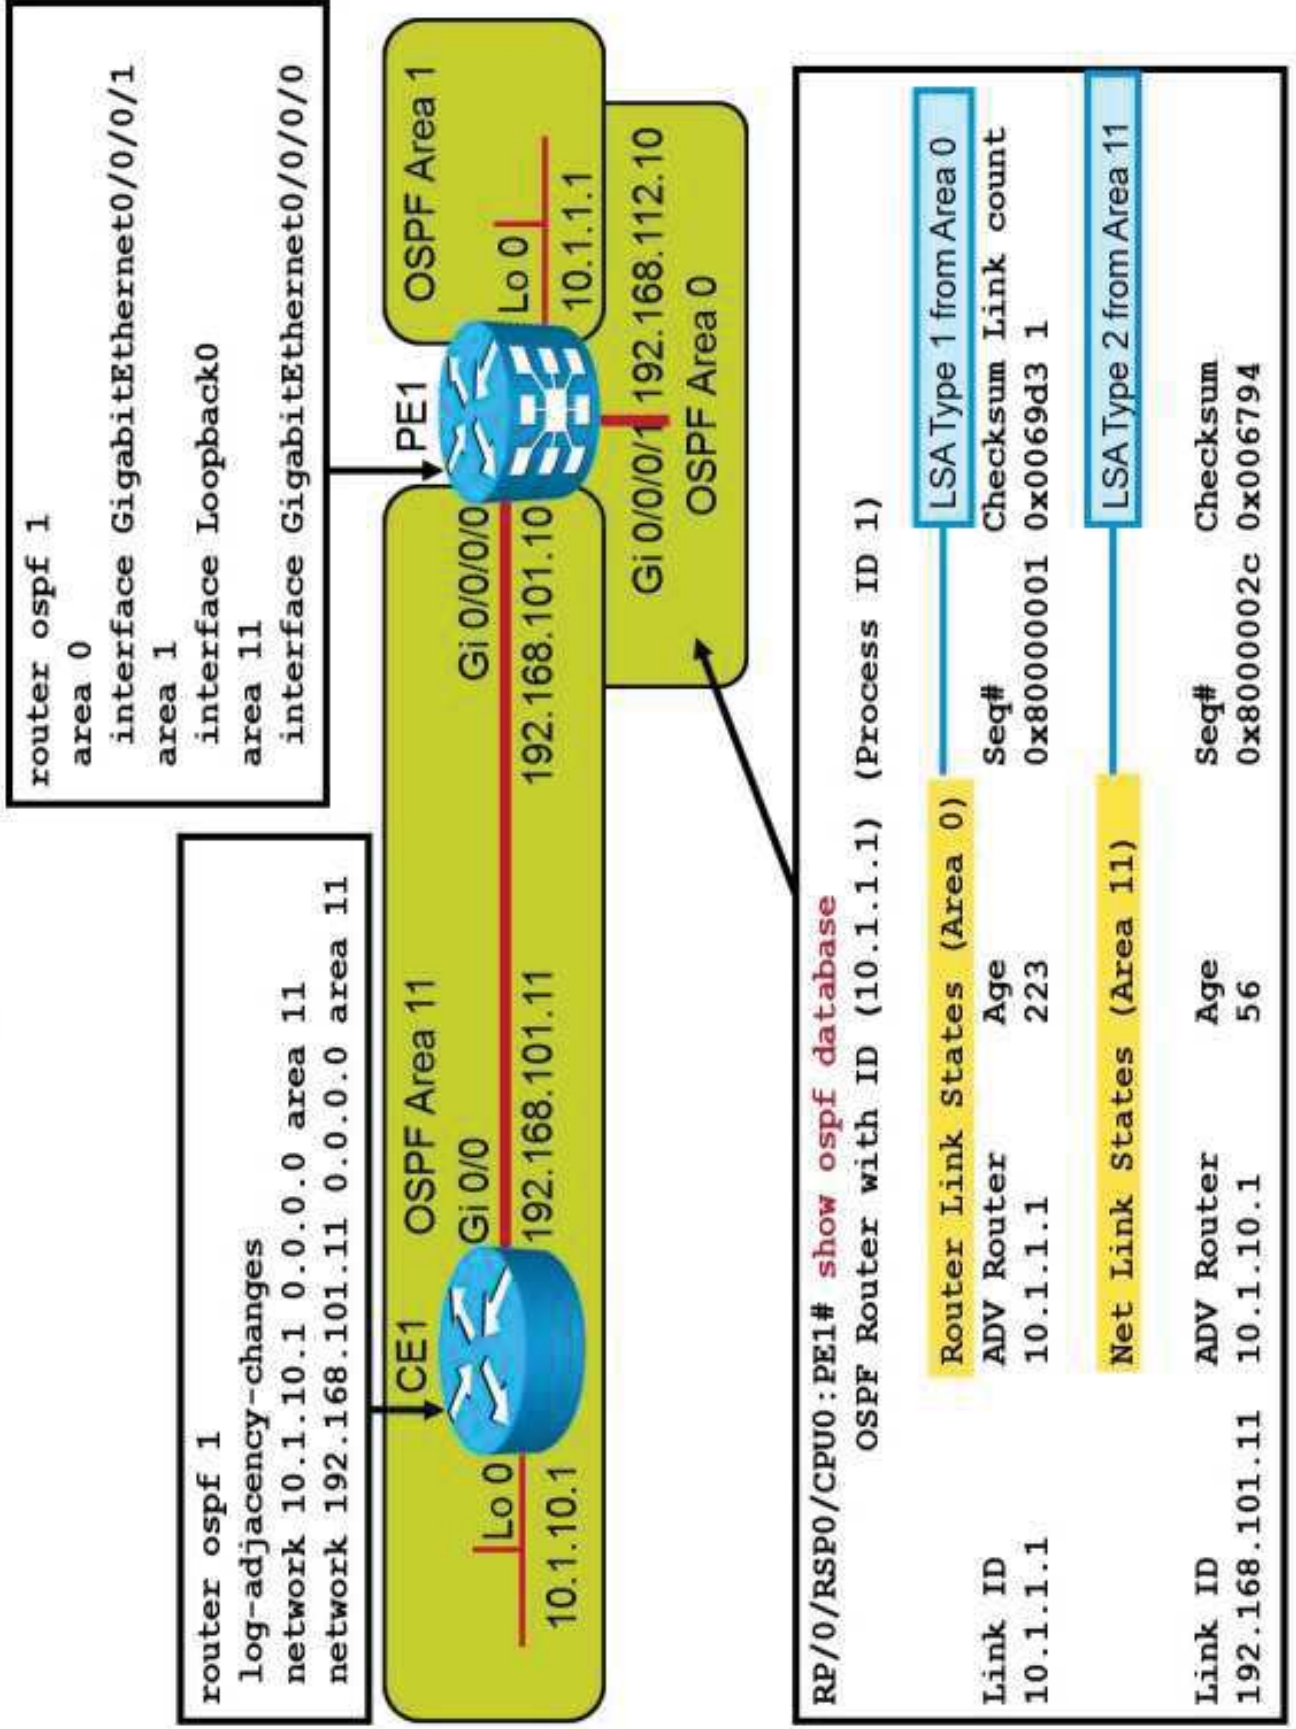 router ospf 1
log-adjacency-changes
network 10.1.10.1 0.0.0.0 area 11
network 192.168.101.11 0.0.0.0 area 11
router ospf 1
area 0
interface GigabitEthernet0/0/0/1
area 1
interface Loopback0
area 11
interface GigabitEthernet0/0/0/0
CE1
OSPF Area 11
PE1
OSPF Area 1
Lo 0
Gi 0/0
Gi 0/0/0/0
Lo 0
10.1.10.1
192.168.101.11
192.168.101.10
10.1.1.1
Gi 0/0/0/1 192.168.112.10
OSPF Area 0
RP/0/RSP0/CPU0:PE1# show ospf database
OSPF Router with ID (10.1.1.1) (Process ID 1)
Router Link States (Area 0)
LSA Type 1 from Area 0
Link ID ADV Router Age Seq# Checksum Link count
10.1.1.1 10.1.1.1 223 0x80000001 0x0069d3 1
Net Link States (Area 11)
LSA Type 2 from Area 11
Link ID ADV Router Age Seq# Checksum
192.168.101.11 10.1.10.1 56 0x8000002c 0x006794